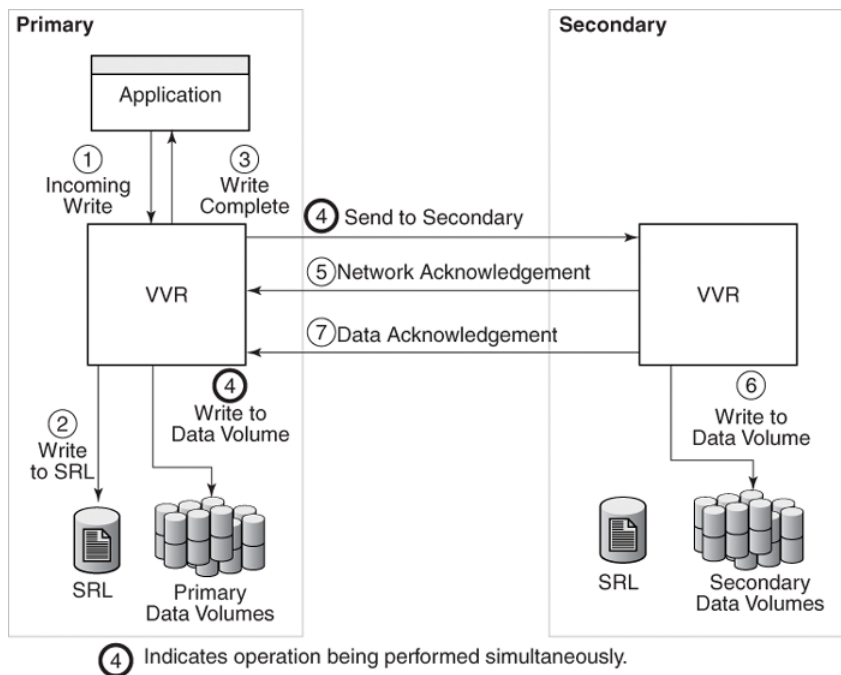 Primary
Secondary
Application
1
Incoming
Write
3
Write
Complete
4 Send to Secondary
5 Network Acknowledgement
VVR
VVR
7 Data Acknowledgement
4
Write to
Data Volume
2
Write
to SRL
6
Write to
Data Volume
SRL
Primary
Data Volumes
SRL
Secondary
Data Volumes
4 Indicates operation being performed simultaneously.